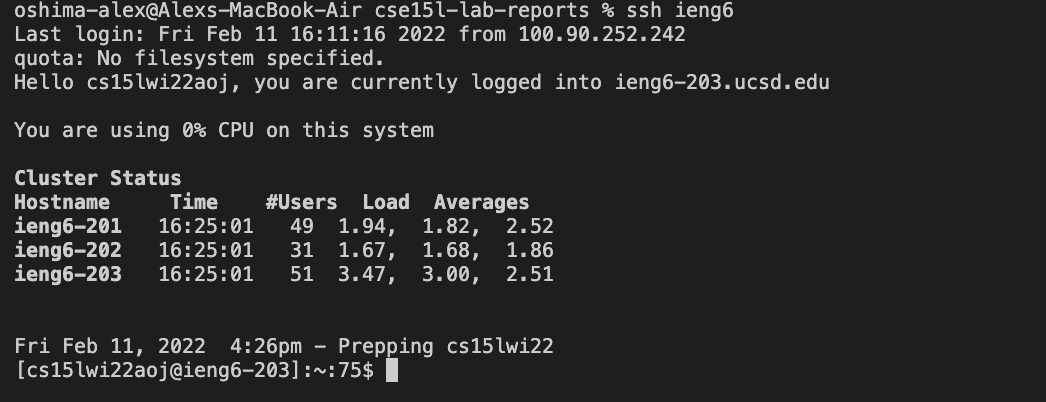 oshima-alex@Alexs-MacBook-Air cse15l-lab-reports % ssh ieng6
Last login: Fri Feb 11 16:11:16 2022 from 100.90.252.242
quota: No filesystem specified.
Hello cs15lwi22aoj, you are currently logged into ieng6-203.ucsd.edu
You are using 0% CPU on this system
Cluster Status
Hostname     Time    #Users  Load  Averages
ieng6-201   16:25:01   49  1.94,  1.82,  2.52
ieng6-202   16:25:01   31  1.67,  1.68,  1.86
ieng6-203   16:25:01   51  3.47,  3.00,  2.51
Fri Feb 11, 2022  4:26pm - Prepping cs15lwi22
[cs15lwi22aoj@ieng6-203]:~:75$